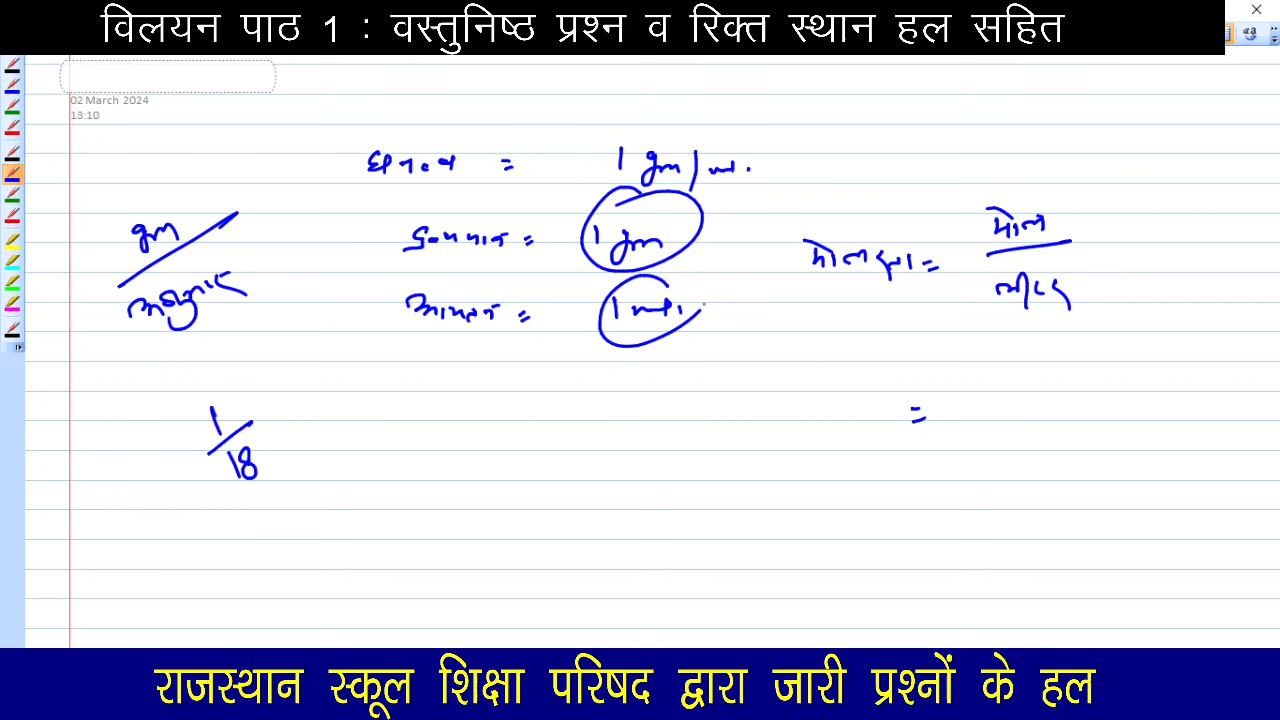 विलयन पाठ 1 : वस्तुनिष्ठ प्रश्न व रिक्त स्थान हल सहित
02 March 2024
13:10
घनत्व = 1 gm/ml.
gm
अणुभार
द्रव्यमान = 1 gm
आयतन = 1 ml.
मोलरता = मोल
लीटर
1/18
=
राजस्थान स्कूल शिक्षा परिषद द्वारा जारी प्रश्नों के हल